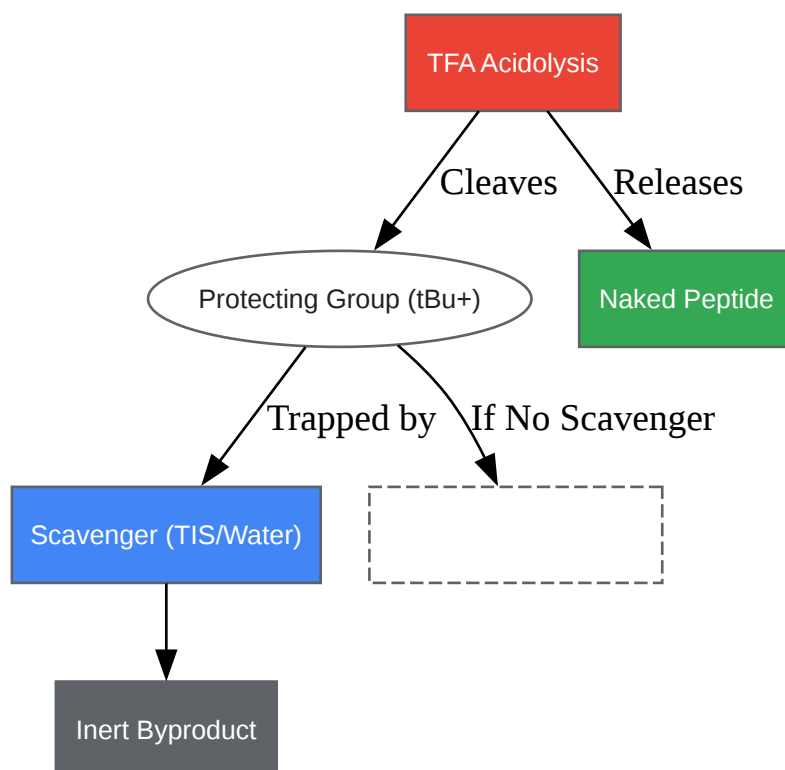 TFA Acidolysis
Cleaves
Releases
Protecting Group (tBu+)
Naked Peptide
Trapped by
If No Scavenger
Scavenger (TIS/Water)
Inert Byproduct